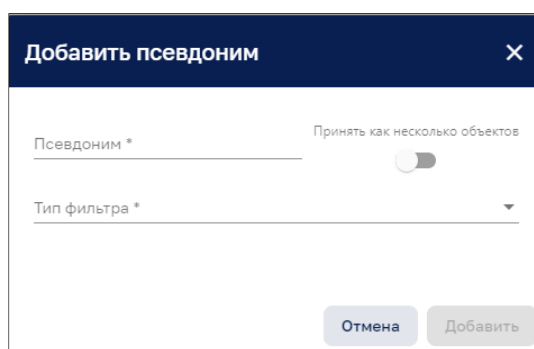 Добавить псевдоним
Псевдоним *
Принять как несколько объектов
Тип фильтра *
Отмена
Добавить